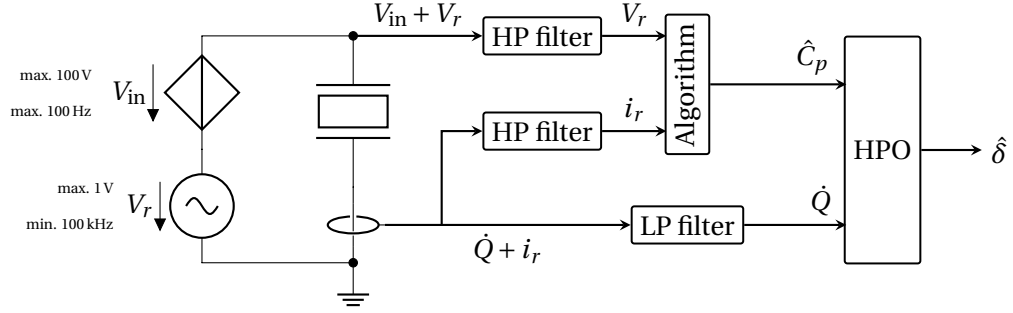 V_in + V_r
HP filter
V_r
max. 100 V
max. 100 Hz
V_in
Algorithm
Ĉ_p
HP filter
i_r
HPO
δ̂
max. 1 V
min. 100 kHz
V_r
Q̇ + i_r
LP filter
Q̇